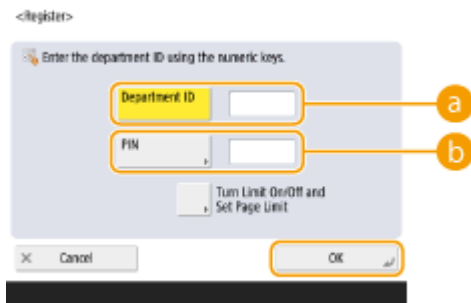 <Register>
Enter the department ID using the numeric keys.
Department ID
a
PIN
b
Turn Limit On/Off and
Set Page Limit
Cancel
OK